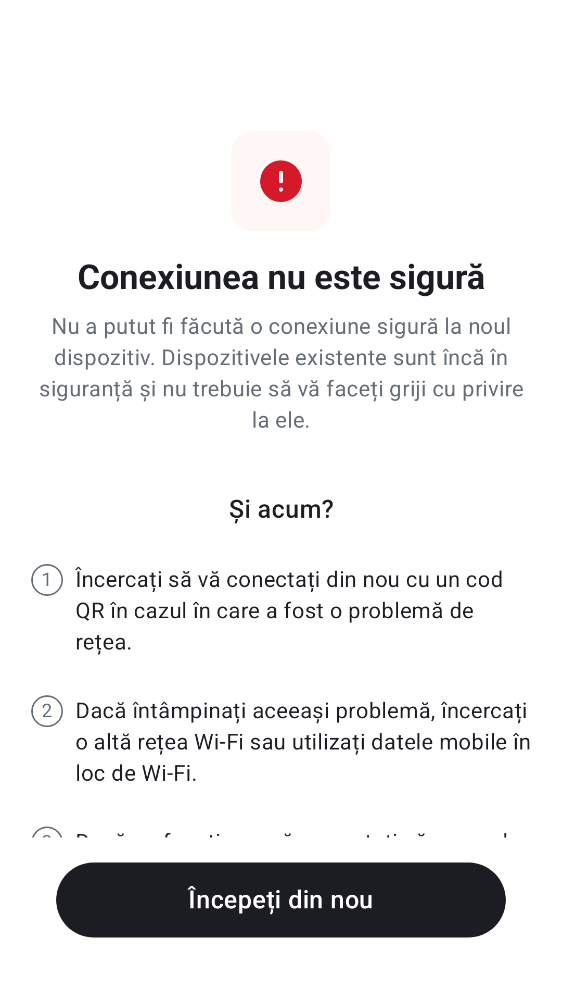 Conexiunea nu este sigură
Nu a putut fi făcută o conexiune sigură la noul
dispozitiv. Dispozitivele existente sunt încă în
siguranță și nu trebuie să vă faceți griji cu privire
la ele.
Și acum?
1 Încercați să vă conectați din nou cu un cod
QR în cazul în care a fost o problemă de
rețea.
2 Dacă întâmpinați aceeași problemă, încercați
o altă rețea Wi-Fi sau utilizați datele mobile în
loc de Wi-Fi.
Începeți din nou